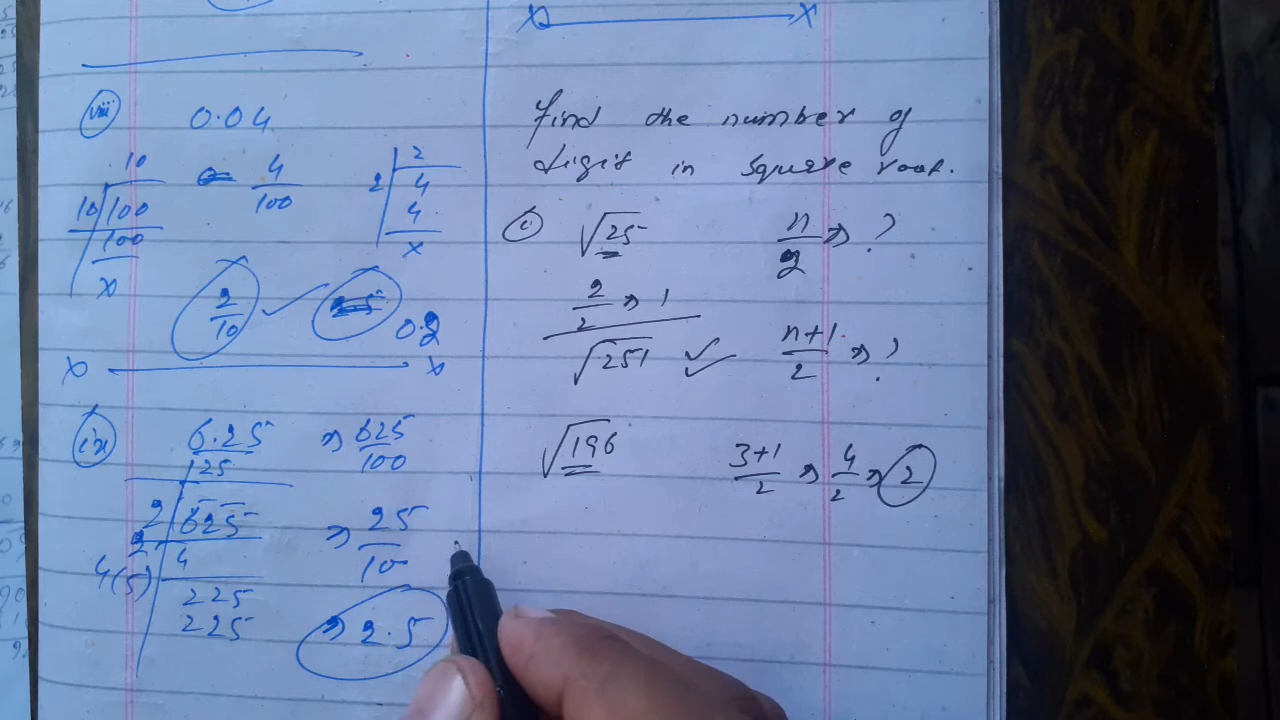 viii 0.04
10
10 100
100
x
4
100
2
2 4
4
x
2
10
0.2
x x
ix 6.25 ⇒ 625
100
25
2 625
2 4
4(5) 225
225
⇒ 25
10
⇒ 2.5
x x
find the number of
digit in square root.
i √25 n
2 ⇒ ?
2
2 ⇒ 1
√251 n+1
2 ⇒ ?
√196 3+1
2 ⇒ 4
2 ⇒ 2